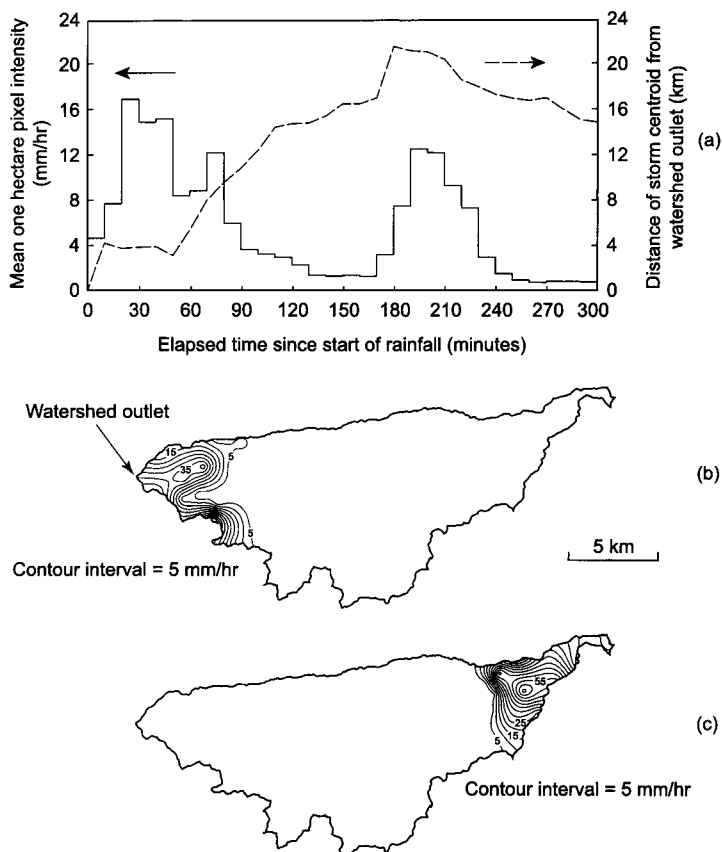 Mean one hectare pixel intensity
(mm/hr)
24
20
16
12
8
4
0
24
20
16
12
8
4
0
Distance of storm centroid from
watershed outlet (km)
(a)
0 30 60 90 120 150 180 210 240 270 300
Elapsed time since start of rainfall (minutes)
Watershed outlet
15
35
5
5
(b)
5 km
Contour interval = 5 mm/hr
55
25
15
5
(c)
Contour interval = 5 mm/hr